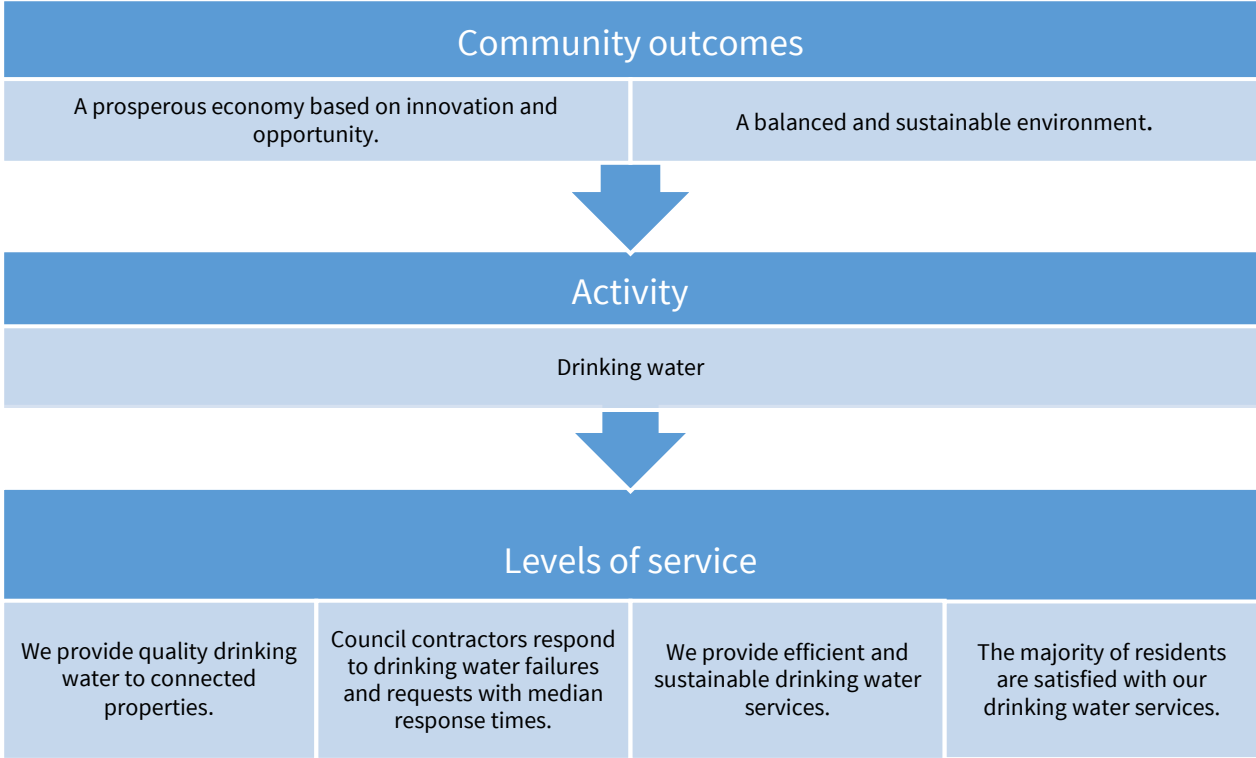 Community outcomes
A prosperous economy based on innovation and
opportunity.
A balanced and sustainable environment.
Activity
Drinking water
Levels of service
We provide quality drinking
water to connected
properties.
Council contractors respond
to drinking water failures
and requests with median
response times.
We provide efficient and
sustainable drinking water
services.
The majority of residents
are satisfied with our
drinking water services.